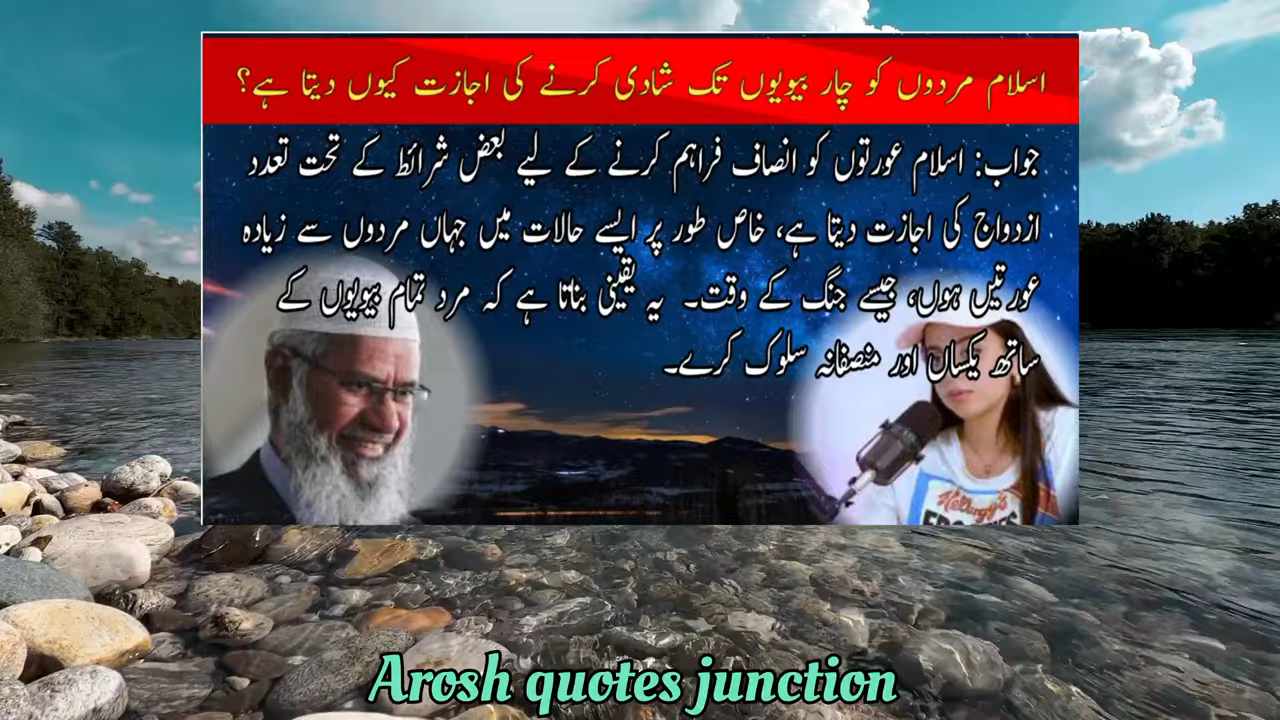 اسلام مردوں کو چار بیویوں تک شادی کرنے کی اجازت کیوں دیتا ہے؟
جواب: اسلام عورتوں کو انصاف فراہم کرنے کے لیے بعض شرائط کے تحت تعدد
ازدواج کی اجازت دیتا ہے، خاص طور پر ایسے حالات میں جہاں مردوں سے زیادہ
عورتیں ہوں، جیسے جنگ کے وقت۔ یہ یقینی بناتا ہے کہ مرد تمام بیویوں کے
ساتھ یکساں اور منصفانہ سلوک کرے۔
Kellogg's
Arosh quotes junction